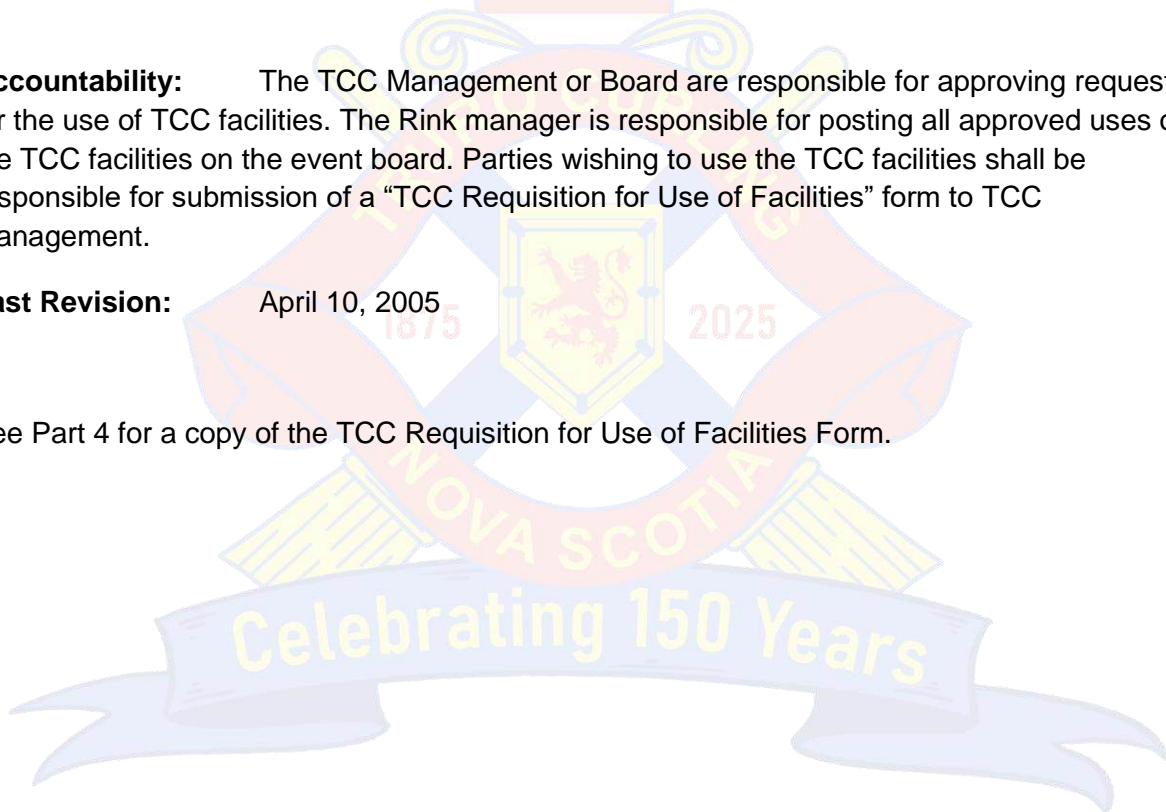 ccountability: The TCC Management or Board are responsible for approving request
r the use of TCC facilities. The Rink manager is responsible for posting all approved uses o
e TCC facilities on the event board. Parties wishing to use the TCC facilities shall be
sponsible for submission of a “TCC Requisition for Use of Facilities” form to TCC
anagement.
ast Revision: April 10, 2005
ee Part 4 for a copy of the TCC Requisition for Use of Facilities Form.
TRURO CURLING
1875 2025
NOVA SCOTIA
Celebrating 150 Years